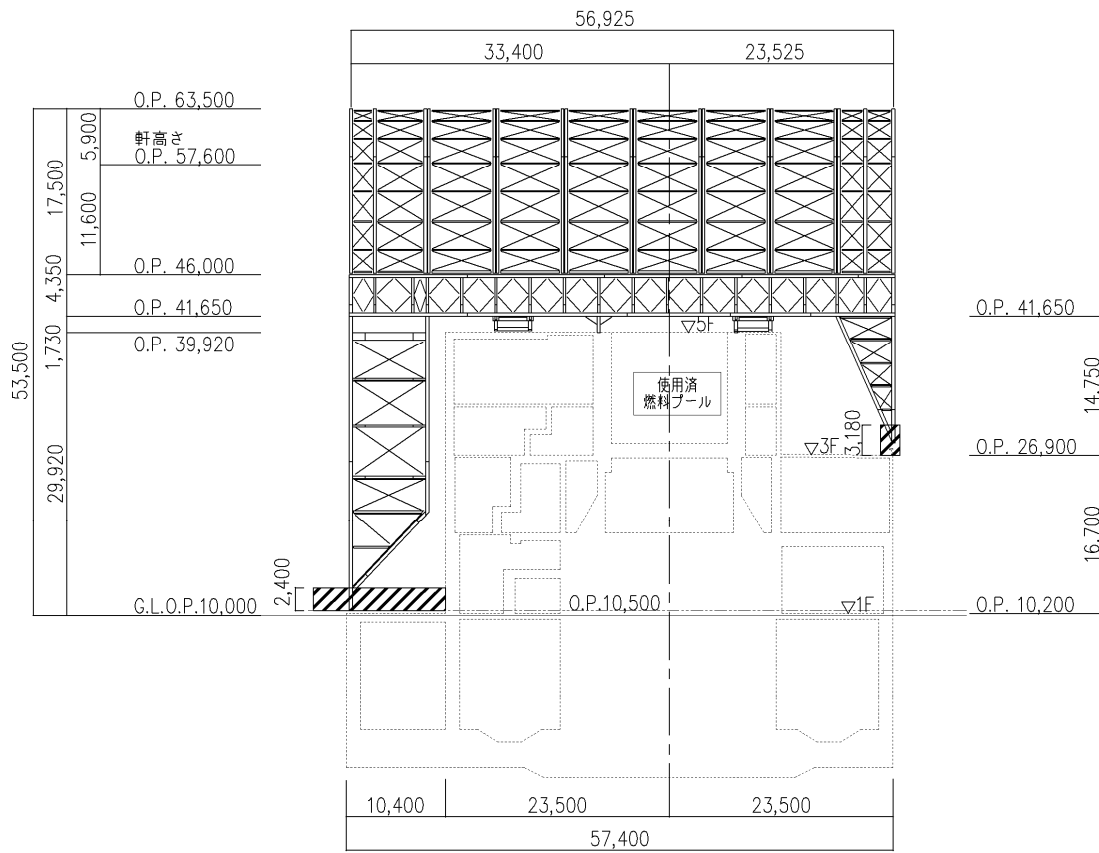 56,925
33,400
23,525
O.P. 63,500
軒高さ
O.P. 57,600
O.P. 46,000
O.P. 41,650
O.P. 39,920
G.L.O.P.10,000
53,500
17,500
4,350
1,730
29,920
5,900
11,600
2,400
▽5F
使用済
燃料プール
▽3F
3,180
O.P.10,500
▽1F
O.P. 41,650
14,750
O.P. 26,900
16,700
O.P. 10,200
10,400
23,500
23,500
57,400